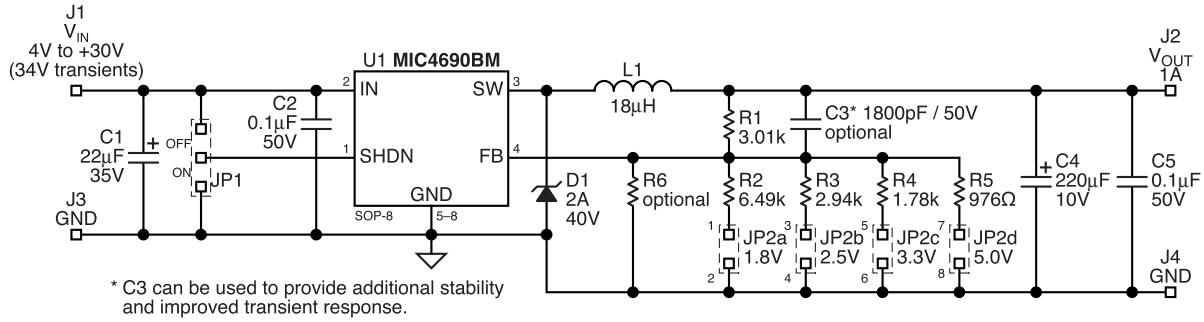 J1
VIN
4V to +30V
(34V transients)
U1 MIC4690BM
2
IN
SW
3
1
SHDN
FB
4
GND
SOP-8
5–8
C1
22µF
35V
+
OFF
ON
JP1
C2
0.1µF
50V
J3
GND
L1
18µH
D1
2A
40V
R1
3.01k
C3* 1800pF / 50V
optional
R6
optional
R2
6.49k
R3
2.94k
R4
1.78k
R5
976Ω
1
JP2a
1.8V
2
3
JP2b
2.5V
4
5
JP2c
3.3V
6
7
JP2d
5.0V
8
+
C4
220µF
10V
C5
0.1µF
50V
J2
VOUT
1A
J4
GND
* C3 can be used to provide additional stability
and improved transient response.